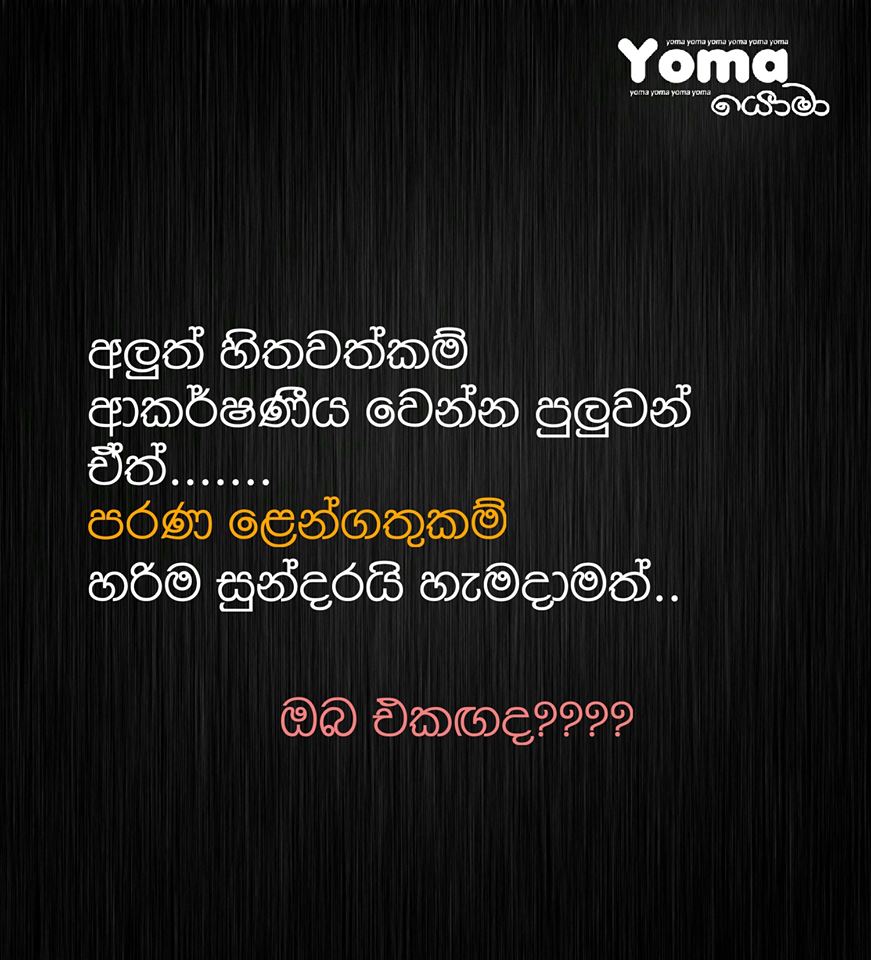 yoma yoma yoma yoma yoma yoma
Yoma
yoma yoma yoma yoma
යොමා
අලුත් හිතවත්කම්
ආකර්ෂණීය වෙන්න පුලුවන්
ඒත්.......
පරණ ළෙන්ගතුකම්
හරිම සුන්දරයි හැමදාමත්..
ඔබ එකඟද????